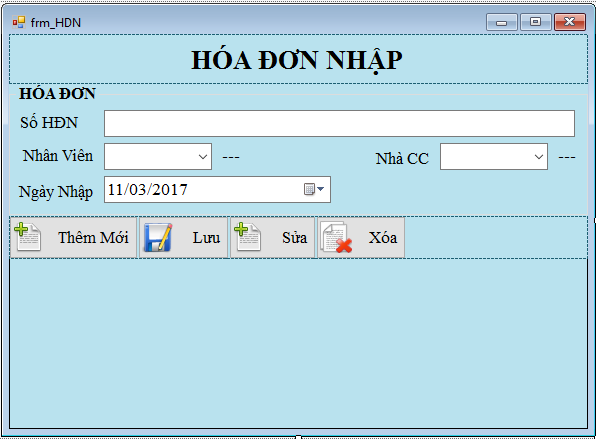 frm_HDN
HÓA ĐƠN NHẬP
HÓA ĐƠN
Số HĐN
Nhân Viên --- Nhà CC ---
Ngày Nhập 11/03/2017
Thêm Mới Lưu Sửa Xóa